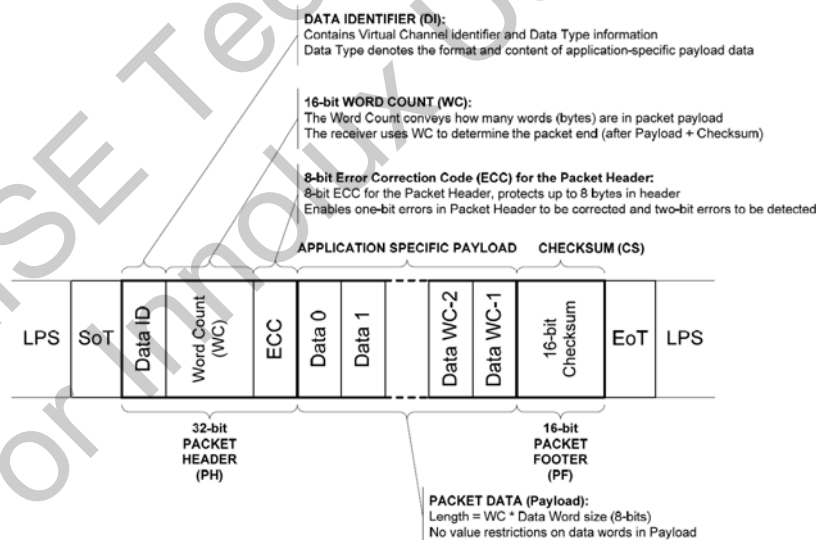 DATA IDENTIFIER (DI):
Contains Virtual Channel identifier and Data Type information
Data Type denotes the format and content of application-specific payload data
16-bit WORD COUNT (WC):
The Word Count conveys how many words (bytes) are in packet payload
The receiver uses WC to determine the packet end (after Payload + Checksum)
8-bit Error Correction Code (ECC) for the Packet Header:
8-bit ECC for the Packet Header, protects up to 8 bytes in header
Enables one-bit errors in Packet Header to be corrected and two-bit errors to be detected
APPLICATION SPECIFIC PAYLOAD
CHECKSUM (CS)
LPS
SoT
Data ID
Word Count
(WC)
ECC
Data 0
Data 1
Data WC-2
Data WC-1
16-bit
Checksum
EoT
LPS
32-bit
PACKET
HEADER
(PH)
16-bit
PACKET
FOOTER
(PF)
PACKET DATA (Payload):
Length = WC * Data Word size (8-bits)
No value restrictions on data words in Payload